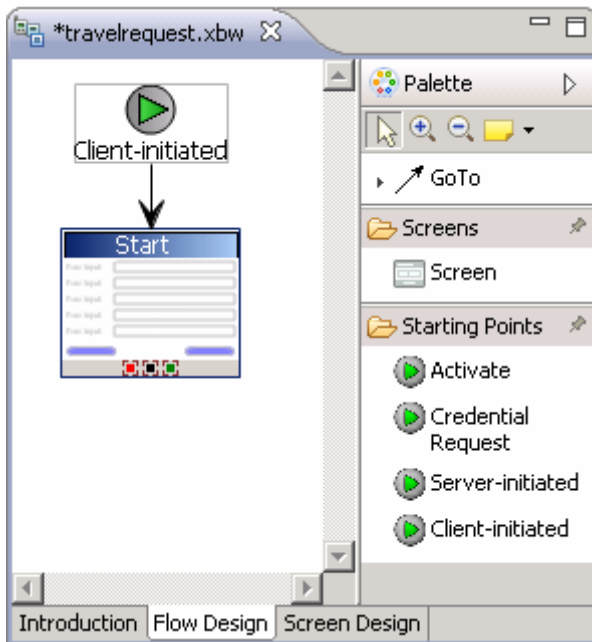 *travelrequest.xbw
Client-initiated
Start
Palette
GoTo
Screens
Screen
Starting Points
Activate
Credential
Request
Server-initiated
Client-initiated
Introduction
Flow Design
Screen Design